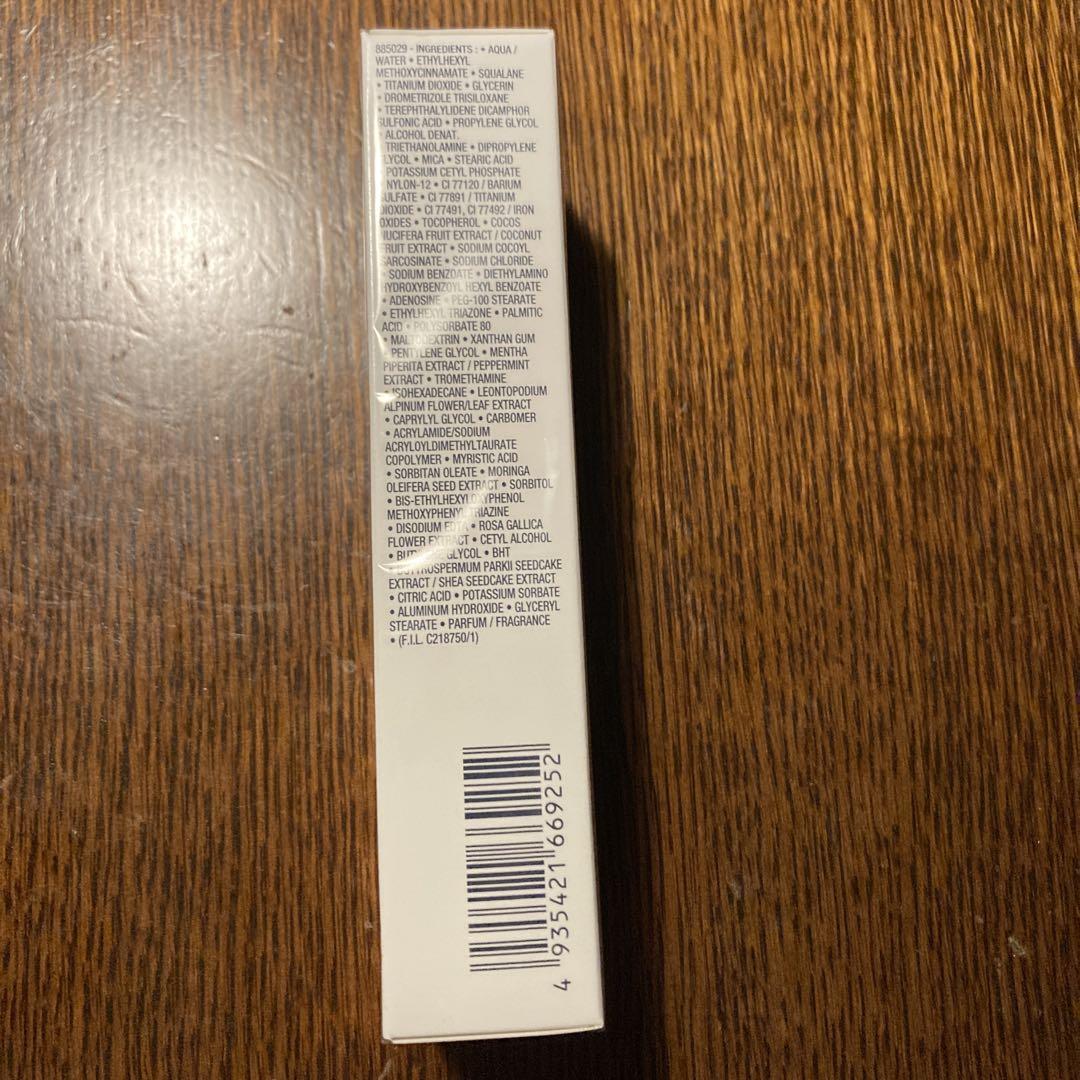 885029 - INGREDIENTS : • AQUA /
WATER • ETHYLHEXYL
METHOXYCINNAMATE • SQUALANE
• TITANIUM DIOXIDE • GLYCERIN
• DROMETRIZOLE TRISILOXANE
• TEREPHTHALYLIDENE DICAMPHOR
SULFONIC ACID • PROPYLENE GLYCOL
• ALCOHOL DENAT.
TRIETHANOLAMINE • DIPROPYLENE
GLYCOL • MICA • STEARIC ACID
• POTASSIUM CETYL PHOSPHATE
• NYLON-12 • CI 77120 / BARIUM
SULFATE • CI 77891 / TITANIUM
DIOXIDE • CI 77491, CI 77492 / IRON
OXIDES • TOCOPHEROL • COCOS
NUCIFERA FRUIT EXTRACT / COCONUT
FRUIT EXTRACT • SODIUM COCOYL
SARCOSINATE • SODIUM CHLORIDE
• SODIUM BENZOATE • DIETHYLAMINO
HYDROXYBENZOYL HEXYL BENZOATE
• ADENOSINE • PEG-100 STEARATE
• ETHYLHEXYL TRIAZONE • PALMITIC
ACID • POLYSORBATE 80
• MALTODEXTRIN • XANTHAN GUM
• PENTYLENE GLYCOL • MENTHA
PIPERITA EXTRACT / PEPPERMINT
EXTRACT • TROMETHAMINE
• ISOHEXADECANE • LEONTOPODIUM
ALPINUM FLOWER/LEAF EXTRACT
• CAPRYLYL GLYCOL • CARBOMER
• ACRYLAMIDE/SODIUM
ACRYLOYLDIMETHYLTAURATE
COPOLYMER • MYRISTIC ACID
• SORBITAN OLEATE • MORINGA
OLEIFERA SEED EXTRACT • SORBITOL
• BIS-ETHYLHEXYLOXYPHENOL
METHOXYPHENYL TRIAZINE
• DISODIUM EDTA • ROSA GALLICA
FLOWER EXTRACT • CETYL ALCOHOL
• BUTYLENE GLYCOL • BHT
• BUTYROSPERMUM PARKII SEEDCAKE
EXTRACT / SHEA SEEDCAKE EXTRACT
• CITRIC ACID • POTASSIUM SORBATE
• ALUMINUM HYDROXIDE • GLYCERYL
STEARATE • PARFUM / FRAGRANCE
• (F.I.L. C218750/1)
4 935421 669252